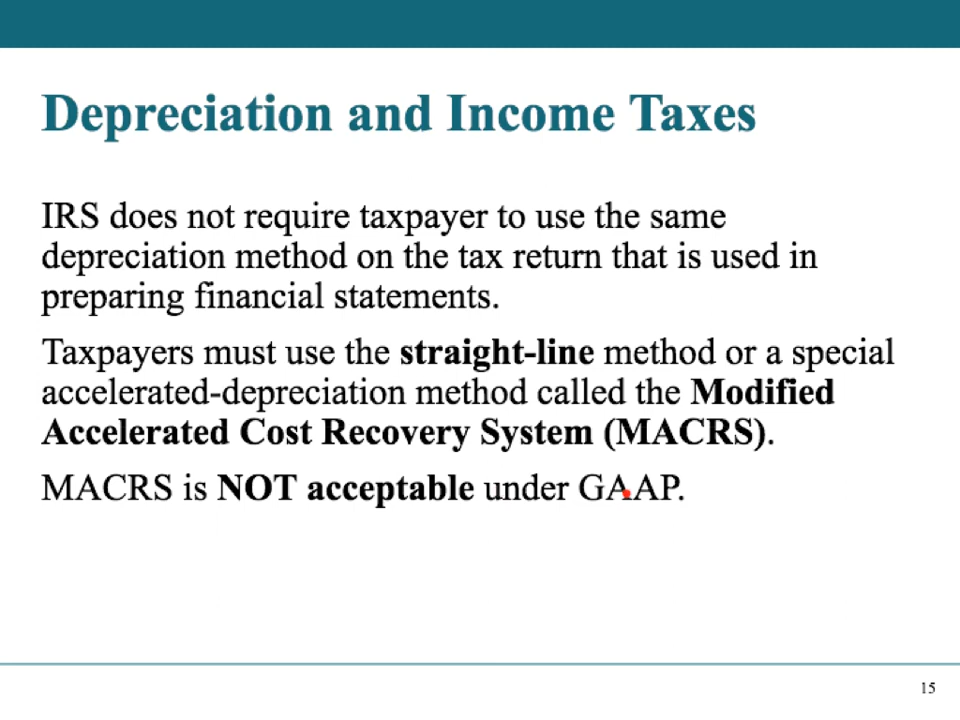 Depreciation and Income Taxes
IRS does not require taxpayer to use the same
depreciation method on the tax return that is used in
preparing financial statements.
Taxpayers must use the straight-line method or a special
accelerated-depreciation method called the Modified
Accelerated Cost Recovery System (MACRS).
MACRS is NOT acceptable under GAAP.
15